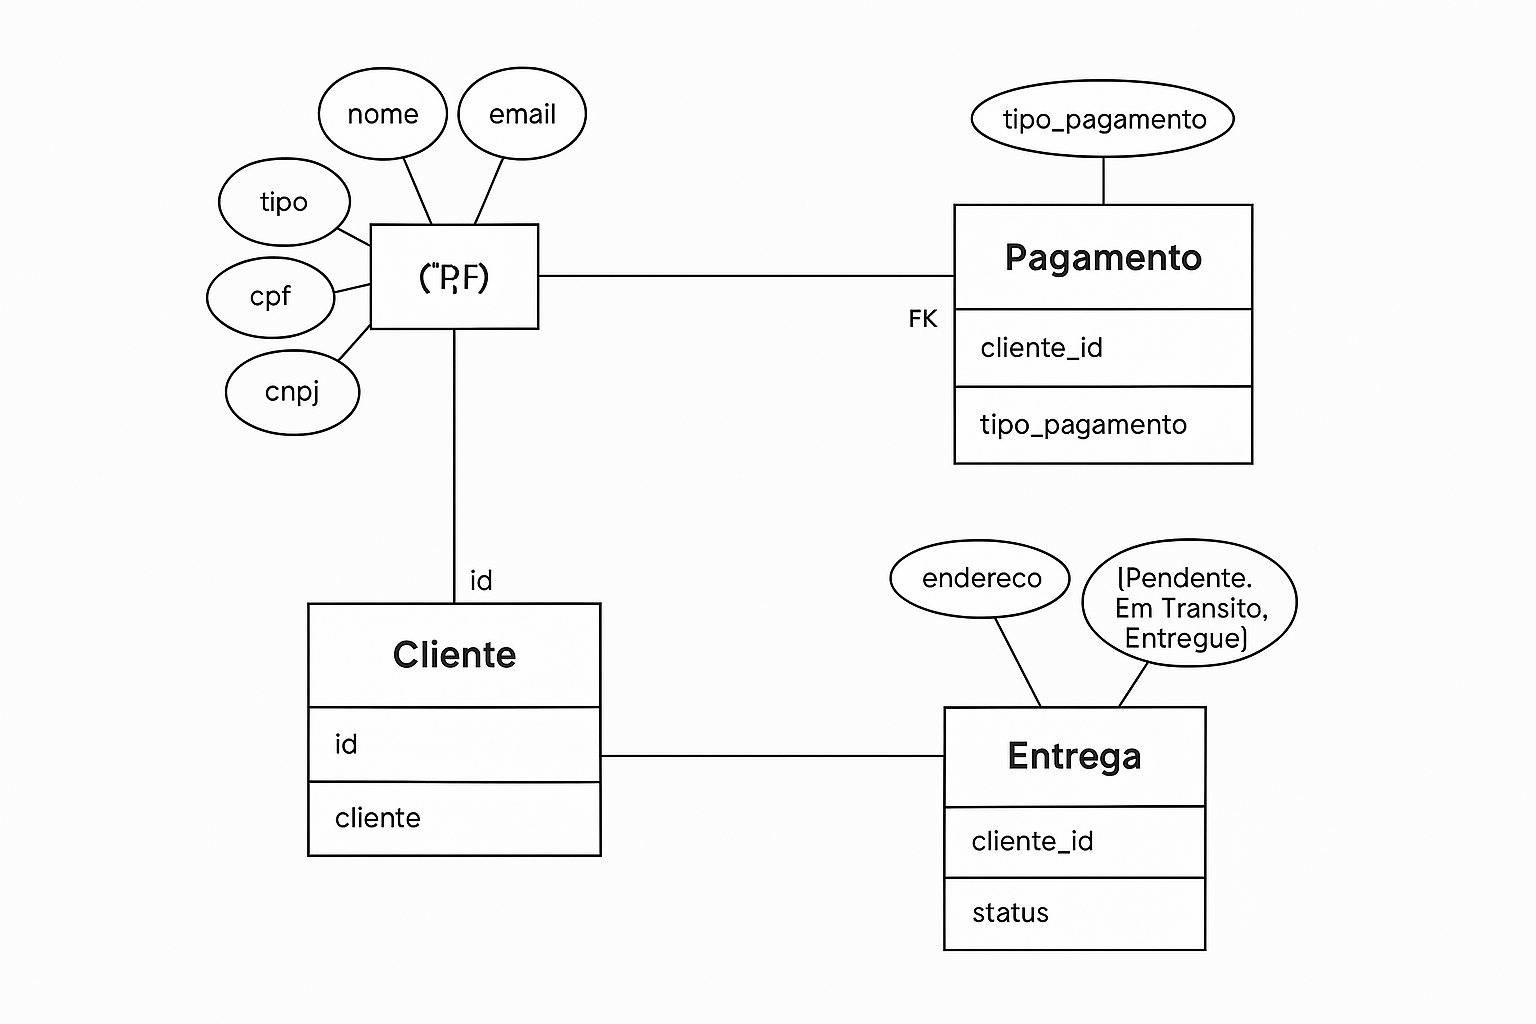 nome
email
tipo
cpf
cnpj
tipo_pagamento
Pagamento
FK
cliente_id
tipo_pagamento
id
Cliente
id
cliente
endereco
(Pendente.
Em Transito,
Entregue)
Entrega
cliente_id
status